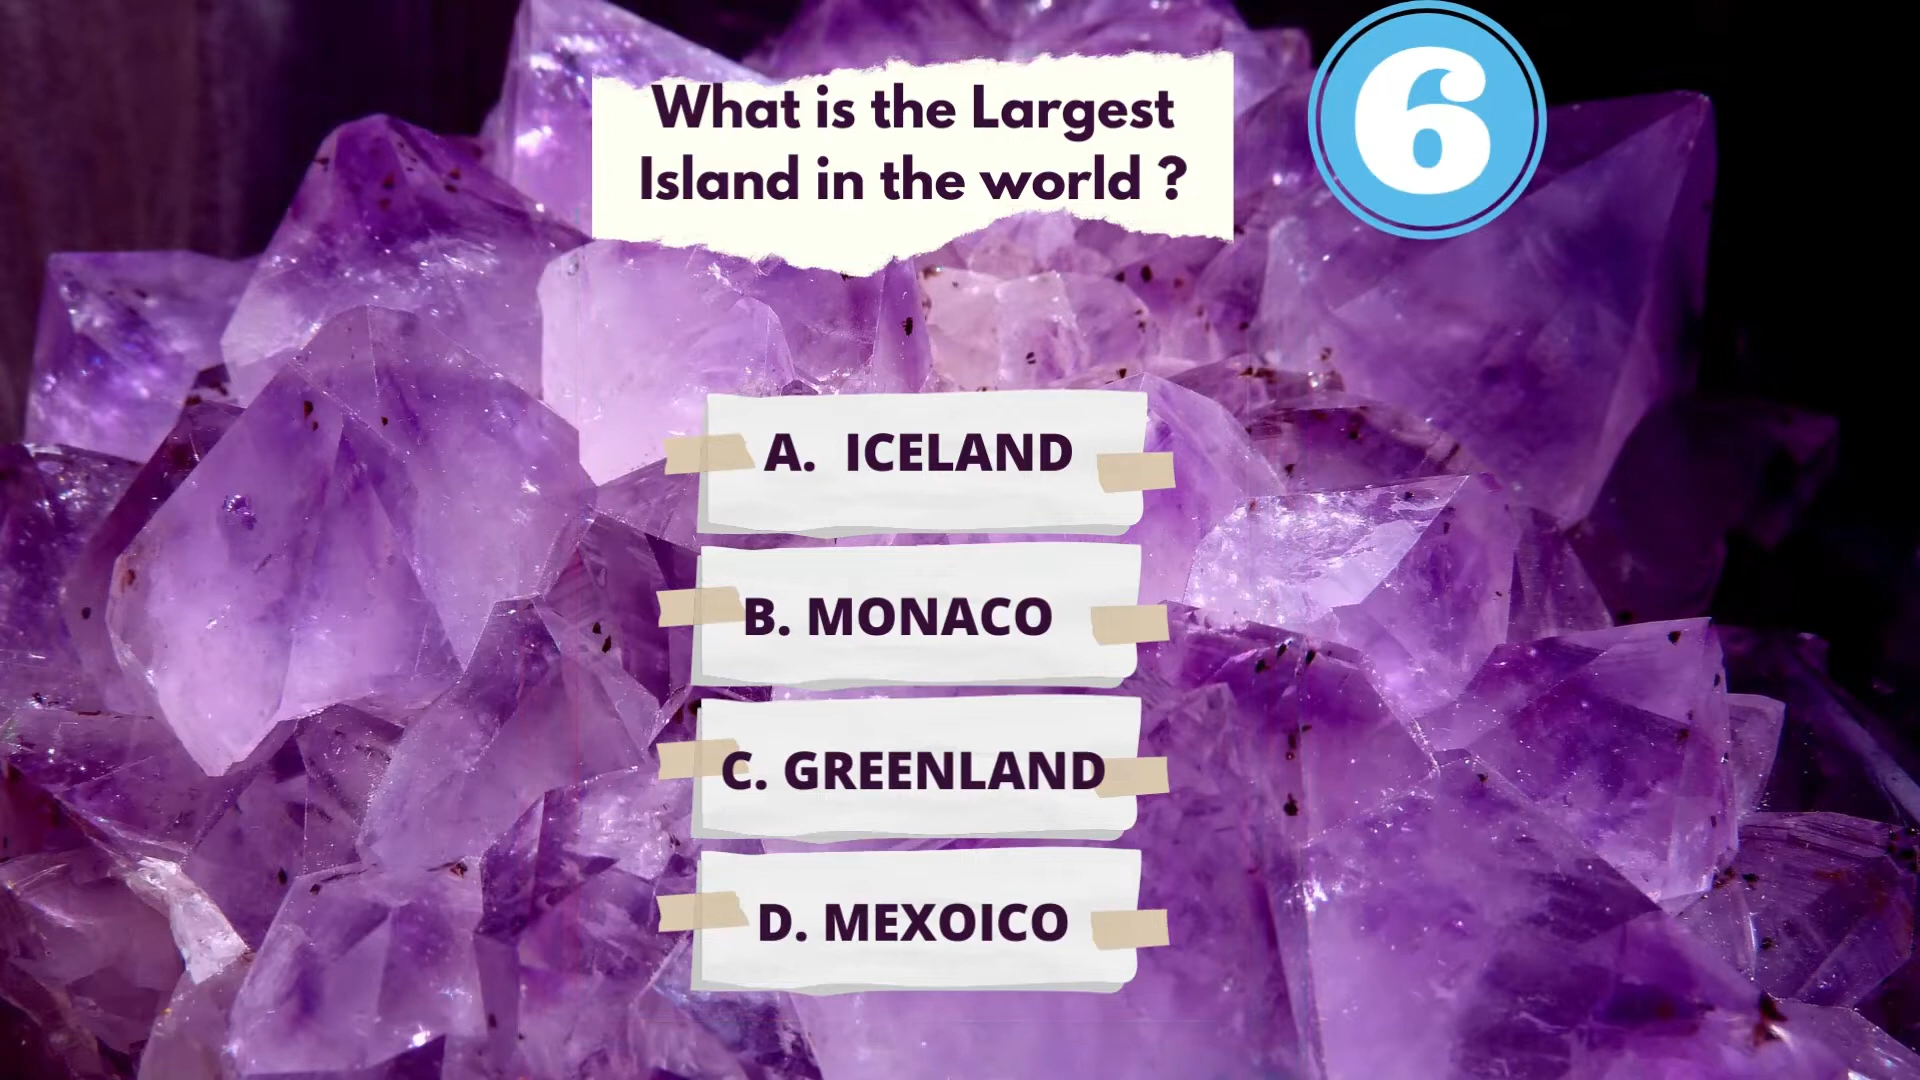 What is the Largest
Island in the world ?
6
A. ICELAND
B. MONACO
C. GREENLAND
D. MEXOICO